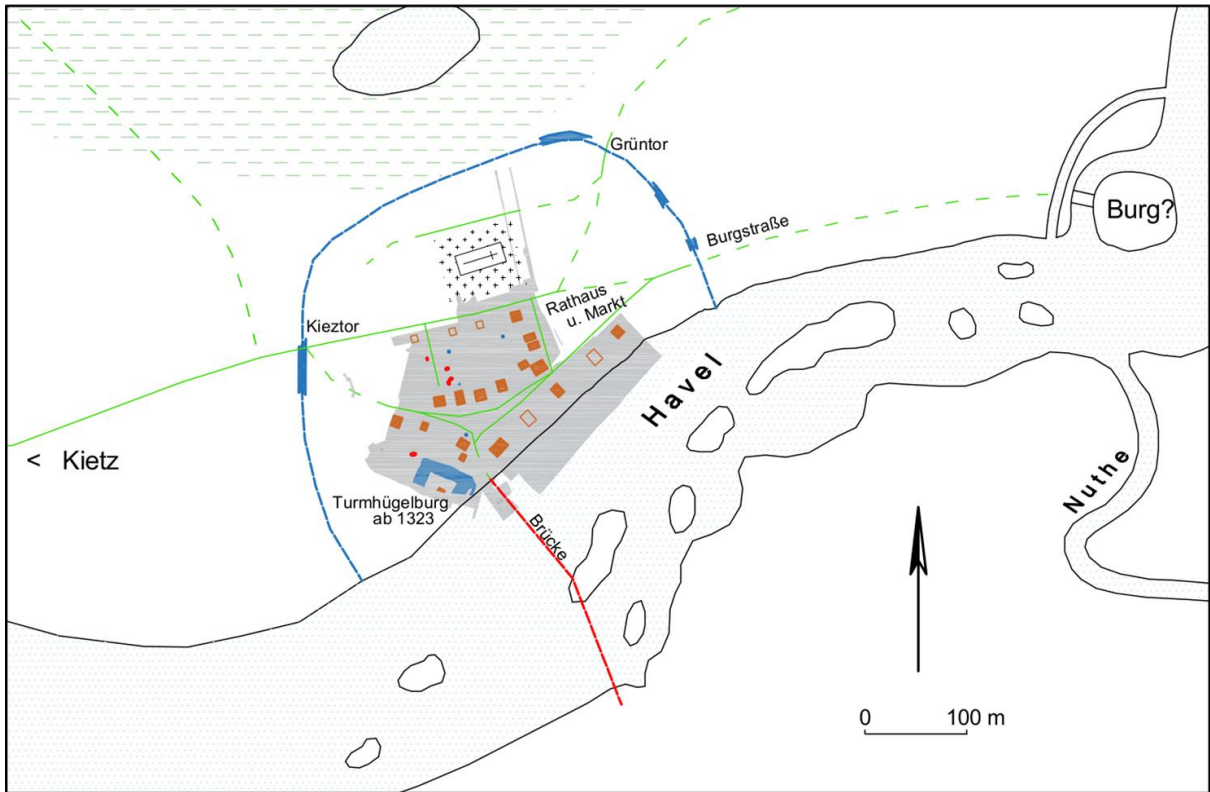 Grüntor
Burg?
Burgstraße
Rathaus
u. Markt
Kieztor
Havel
< Kietz
Nuthe
Turmhügelburg
ab 1323
Brücke
0 100 m